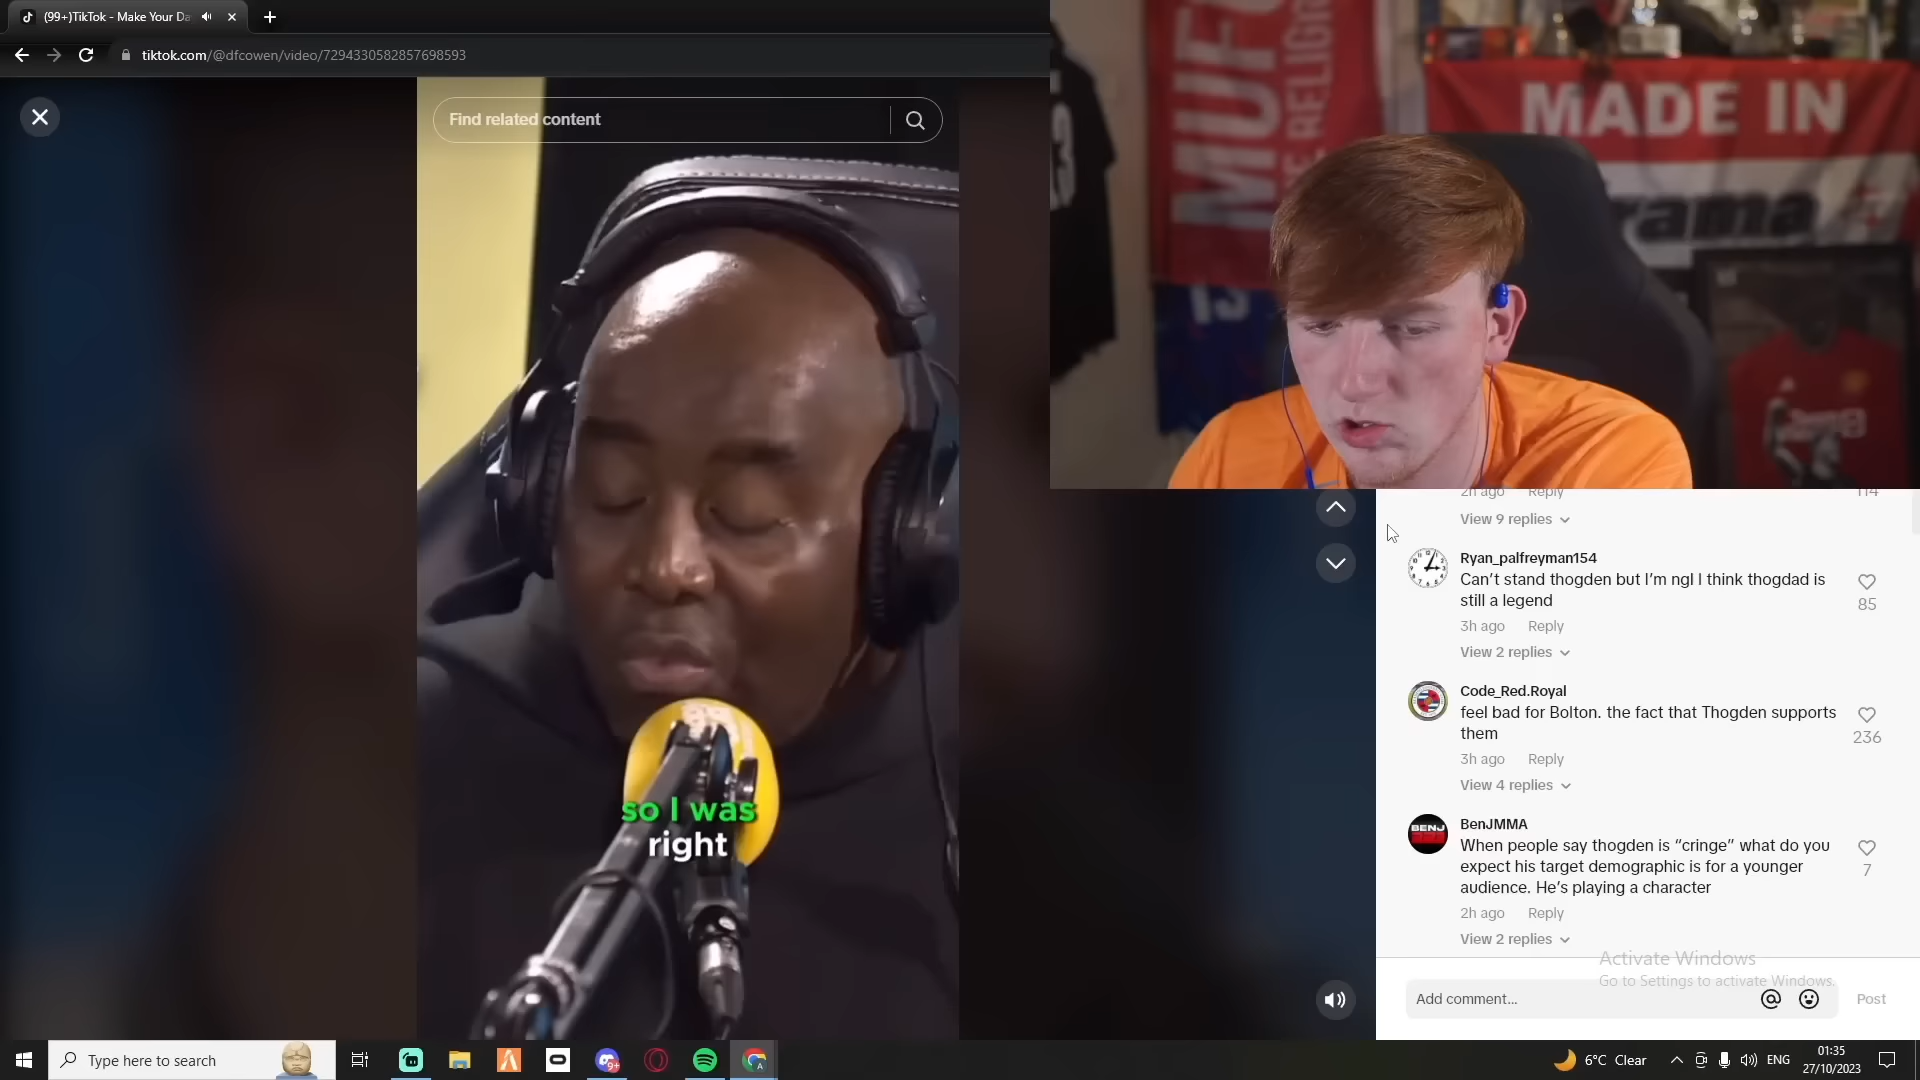 (99+)TikTok - Make Your Da
tiktok.com/@dfcowen/video/7294330582857698593
Find related content
MADE IN
so I was
right
2h ago Reply
114
View 9 replies
Ryan_palfreyman154
Can't stand thogden but I'm ngl I think thogdad is
still a legend
85
3h ago Reply
View 2 replies
Code_Red.Royal
feel bad for Bolton. the fact that Thogden supports
them
236
3h ago Reply
View 4 replies
BenJMMA
When people say thogden is “cringe” what do you
expect his target demographic is for a younger
audience. He's playing a character
7
2h ago Reply
View 2 replies
Activate Windows
Go to Settings to activate Windows.
Add comment...
Post
Type here to search
9+
6°C Clear
ENG
01:35
27/10/2023